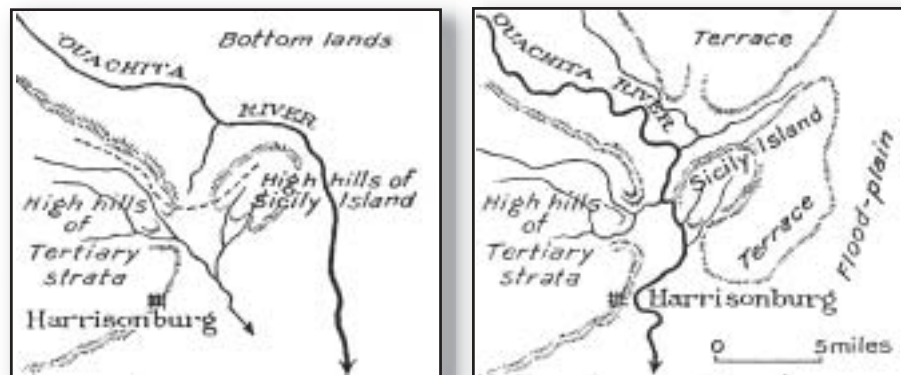 Bottom lands
OUACHITA
RIVER
High hills
of
Tertiary
strata
High hills of
Sicily Island
Harrisonburg
Terrace
OUACHITA
RIVER
Sicily Island
High hills
of
Tertiary
strata
Terrace
Flood-plain
Harrisonburg
0 5 miles